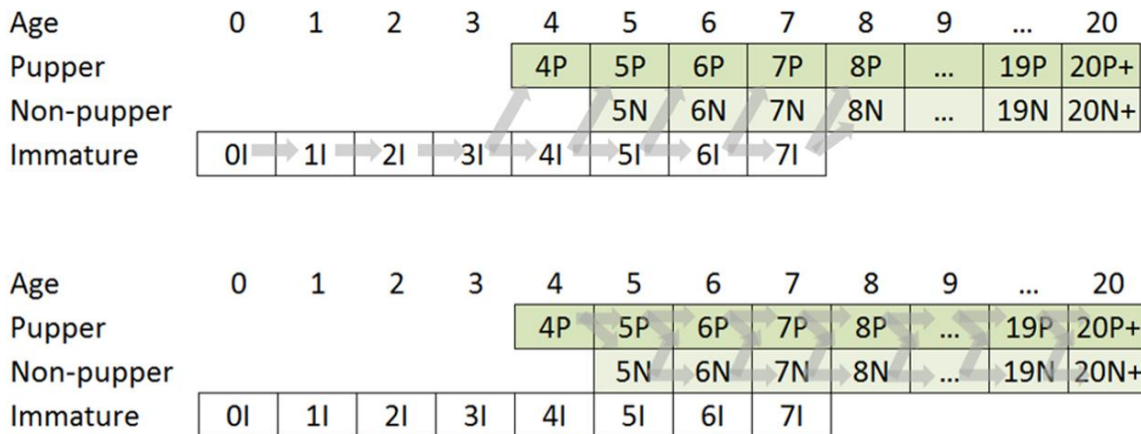 Age 0 1 2 3 4 5 6 7 8 9 ... 20
Pupper 4P 5P 6P 7P 8P ... 19P 20P+
Non-pupper 5N 6N 7N 8N ... 19N 20N+
Immature 0I 1I 2I 3I 4I 5I 6I 7I
Age 0 1 2 3 4 5 6 7 8 9 ... 20
Pupper 4P 5P 6P 7P 8P ... 19P 20P+
Non-pupper 5N 6N 7N 8N ... 19N 20N+
Immature 0I 1I 2I 3I 4I 5I 6I 7I